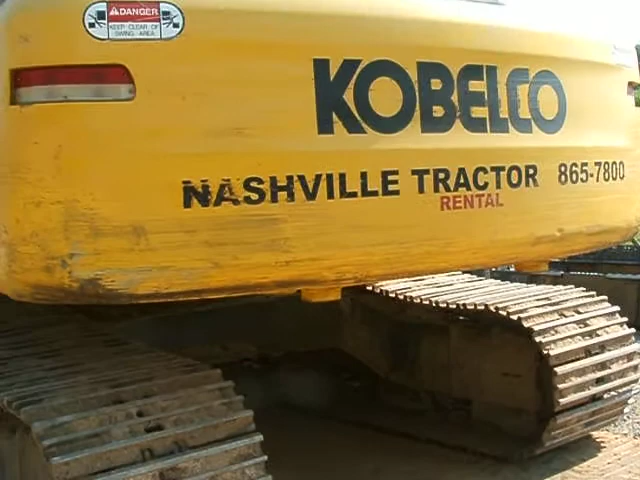 DANGER
KEEP CLEAR OF
SWING AREA
KOBELCO
NASHVILLE TRACTOR 865-7800
RENTAL